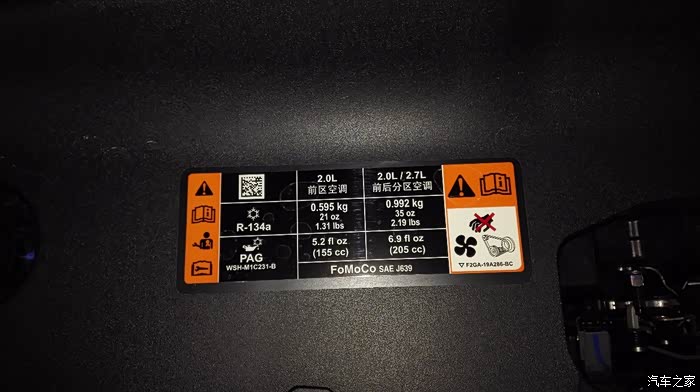 2.0L
前区空调
2.0L / 2.7L
前后分区空调
R-134a
0.595 kg
21 oz
1.31 lbs
0.992 kg
35 oz
2.19 lbs
PAG
WSH-M1C231-B
5.2 fl oz
(155 cc)
6.9 fl oz
(205 cc)
FoMoCo SAE J639
F2GA-19A286-BC
汽车之家